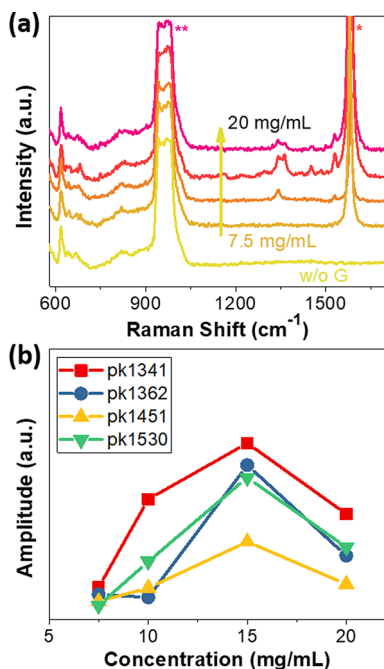 (a)
**
*
20 mg/mL
7.5 mg/mL
w/o G
Intensity (a.u.)
600 900 1200 1500
Raman Shift (cm⁻¹)
(b)
pk1341
pk1362
pk1451
pk1530
Amplitude (a.u.)
5 10 15 20
Concentration (mg/mL)